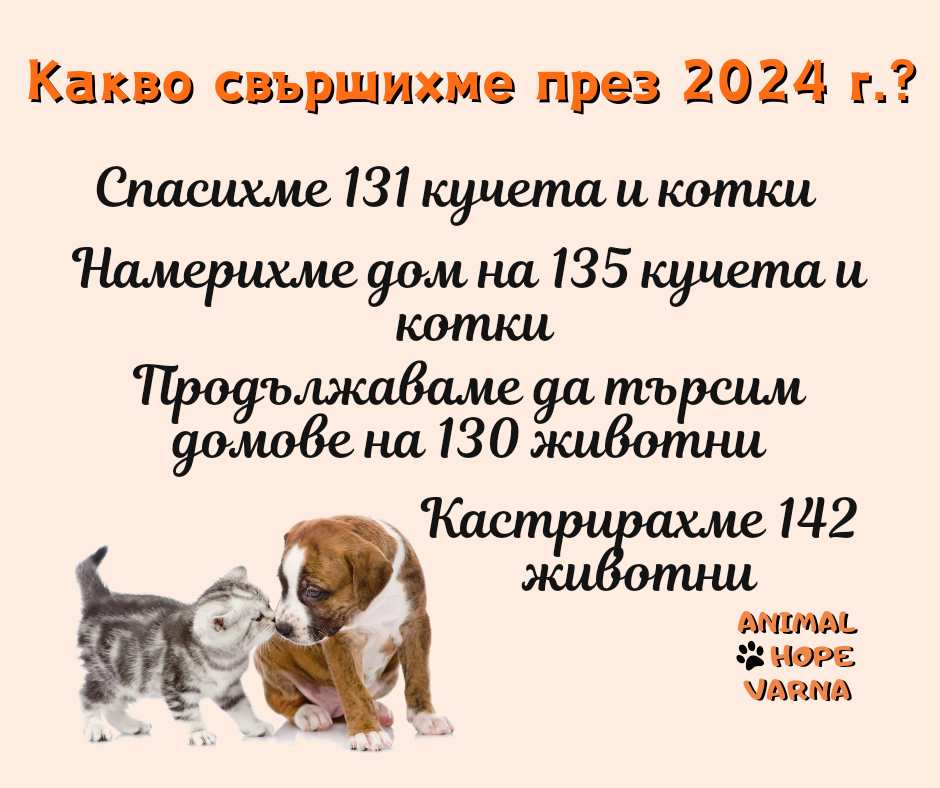 Какво свършихме през 2024 г.?
Спасихме 131 кучета и котки
Намерихме дом на 135 кучета и
котки
Продължаваме да търсим
домове на 130 животни
Кастрирахме 142
животни
ANIMAL
HOPE
VARNA